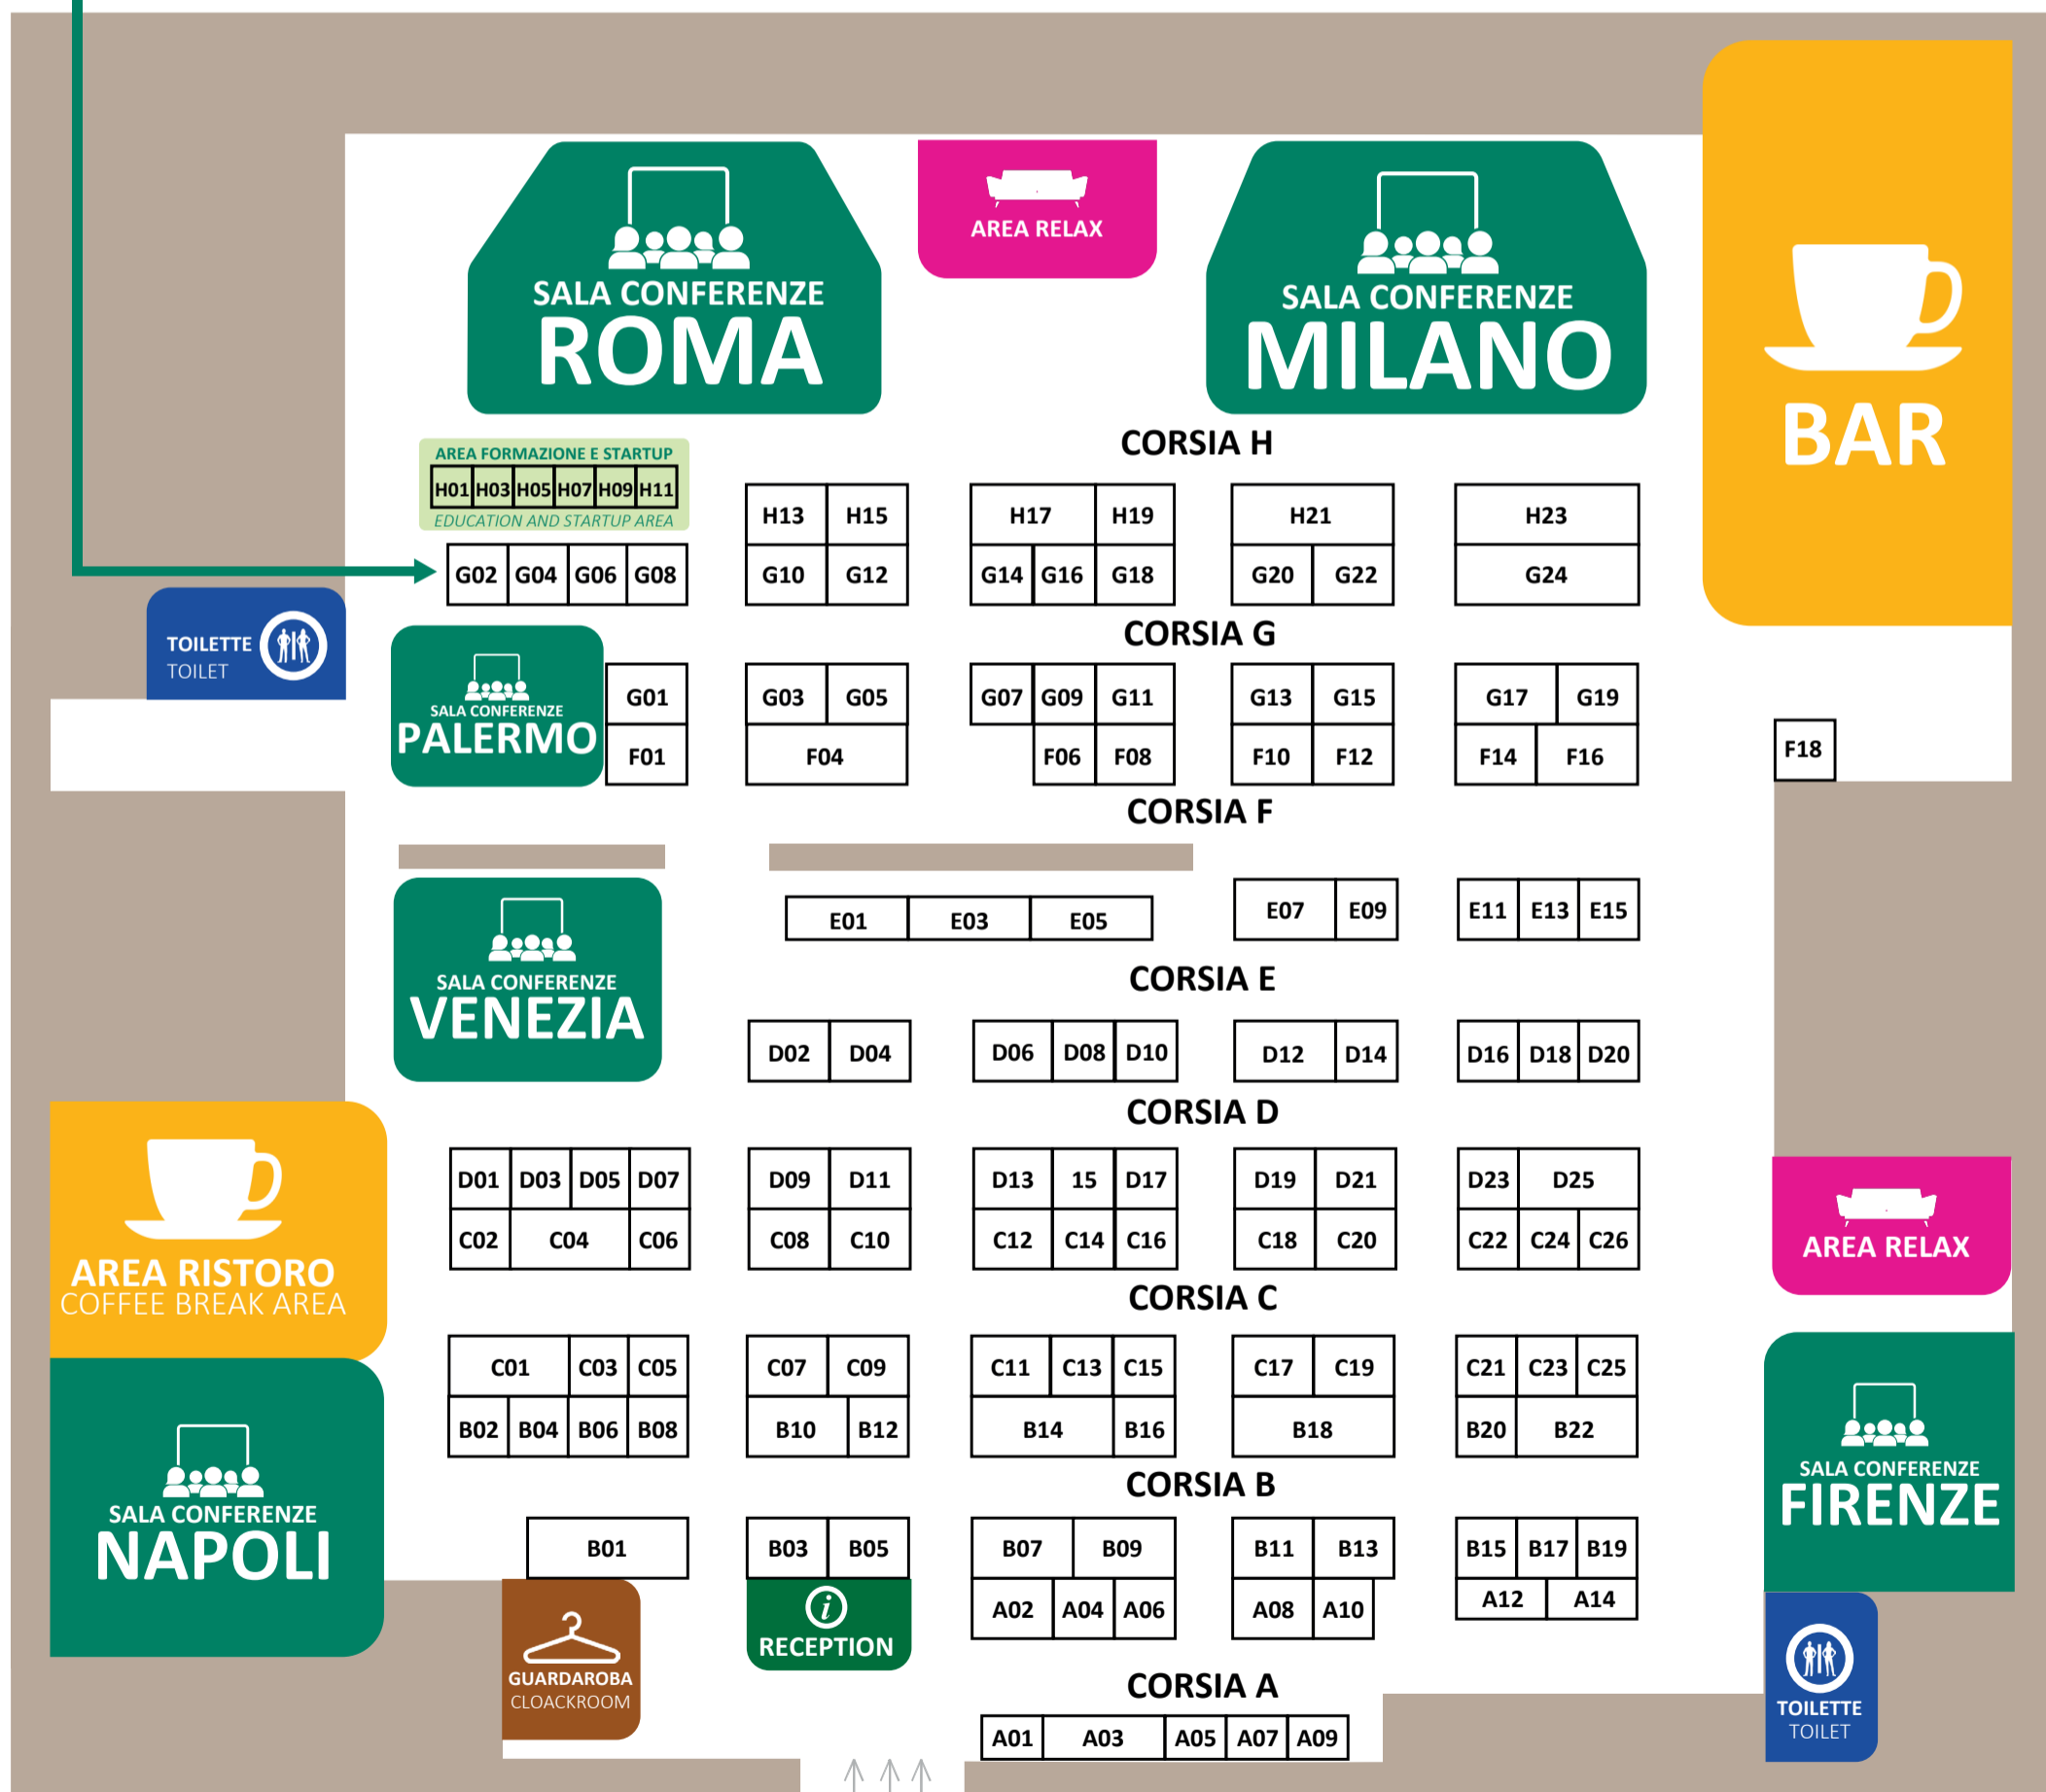 AREA RELAX
SALA CONFERENZE
ROMA
SALA CONFERENZE
MILANO
BAR
CORSIA H
AREA FORMAZIONE E STARTUP
H01 H03 H05 H07 H09 H11
EDUCATION AND STARTUP AREA
H13 H15 H17 H19 H21 H23
G02 G04 G06 G08 G10 G12 G14 G16 G18 G20 G22 G24
TOILETTE
TOILET
CORSIA G
SALA CONFERENZE
PALERMO
G01 G03 G05 G07 G09 G11 G13 G15 G17 G19
F01 F04 F06 F08 F10 F12 F14 F16 F18
CORSIA F
E01 E03 E05 E07 E09 E11 E13 E15
SALA CONFERENZE
VENEZIA
CORSIA E
D02 D04 D06 D08 D10 D12 D14 D16 D18 D20
CORSIA D
D01 D03 D05 D07 D09 D11 D13 15 D17 D19 D21 D23 D25
C02 C04 C06 C08 C10 C12 C14 C16 C18 C20 C22 C24 C26
AREA RISTORO
COFFEE BREAK AREA
AREA RELAX
CORSIA C
C01 C03 C05 C07 C09 C11 C13 C15 C17 C19 C21 C23 C25
B02 B04 B06 B08 B10 B12 B14 B16 B18 B20 B22
SALA CONFERENZE
NAPOLI
SALA CONFERENZE
FIRENZE
CORSIA B
B01 B03 B05 B07 B09 B11 B13 B15 B17 B19
A02 A04 A06 A08 A10 A12 A14
GUARDAROBA
CLOACKROOM
i
RECEPTION
CORSIA A
TOILETTE
TOILET
A01 A03 A05 A07 A09